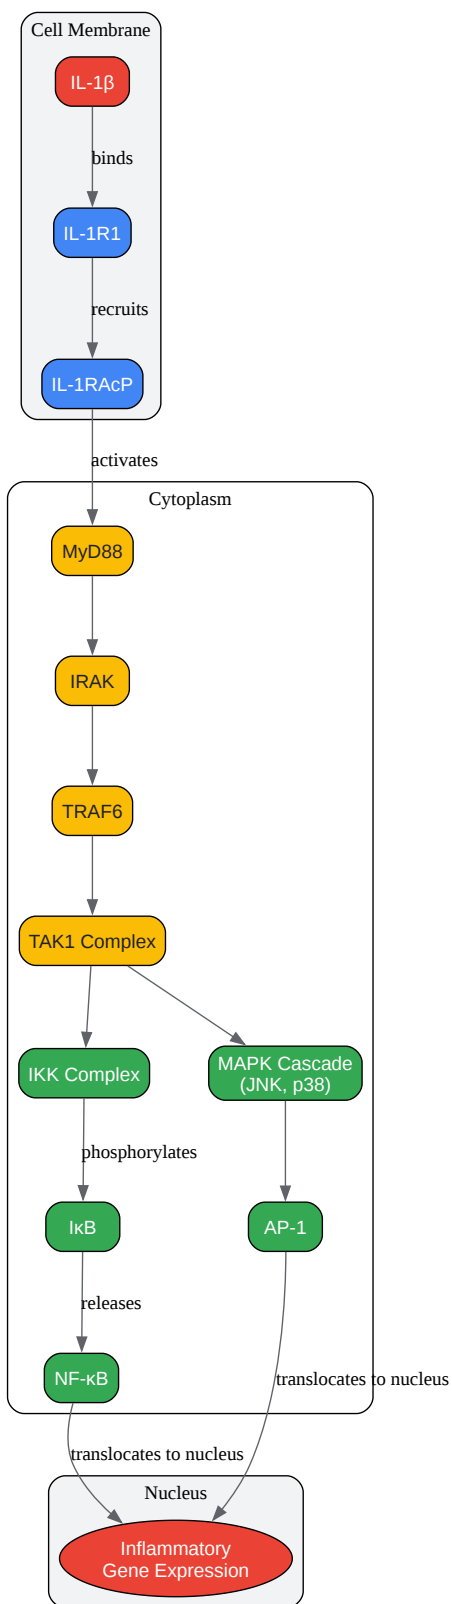 Cell Membrane
IL-1β
binds
IL-1R1
recruits
IL-1RAcP
activates
Cytoplasm
MyD88
IRAK
TRAF6
TAK1 Complex
IKK Complex
MAPK Cascade
(JNK, p38)
phosphorylates
IκB
AP-1
releases
NF-κB
translocates to nucleus
translocates to nucleus
Nucleus
Inflammatory
Gene Expression